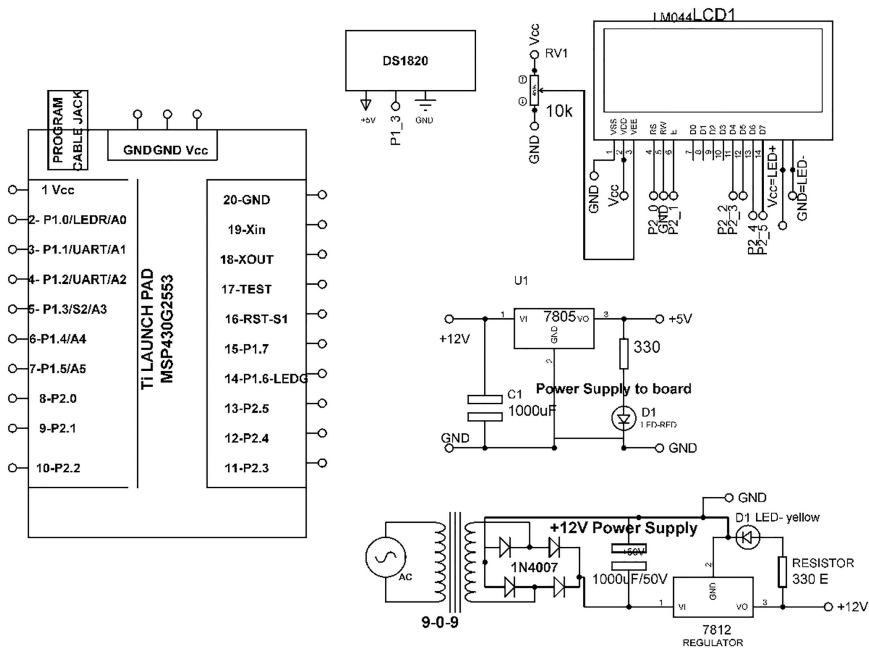 PROGRAM
CABLE JACK
GND GND Vcc
1 Vcc
2- P1.0/LEDR/A0
3- P1.1/UART/A1
4- P1.2/UART/A2
5- P1.3/S2/A3
6-P1.4/A4
7-P1.5/A5
8-P2.0
9-P2.1
10-P2.2
Ti LAUNCH PAD
MSP430G2553
20-GND
19-Xin
18-XOUT
17-TEST
16-RST-S1
15-P1.7
14-P1.6-LEDG
13-P2.5
12-P2.4
11-P2.3
DS1820
+5V
P1_3
GND
Vcc
RV1
10k
GND
LM044LCD1
VSS
VDD
VEE
RS
RW
E
D0
D1
D2
D3
D4
D5
D6
D7
1
2
3
4
5
6
7
8
9
10
11
12
13
14
GND
Vcc
P2_0
GND
P2_1
P2_2
P2_3
P2_4
P2_5
Vcc=LED+
GND=LED-
U1
+12V
1
VI
7805
VO
3
+5V
GND
2
330
C1
1000uF
Power Supply to board
D1
LED-RED
GND
GND
GND
+12V Power Supply
D1 LED- yellow
AC
1N4007
+50V
1000uF/50V
9-0-9
RESISTOR
330 E
2
GND
1
VI
VO
3
+12V
7812
REGULATOR